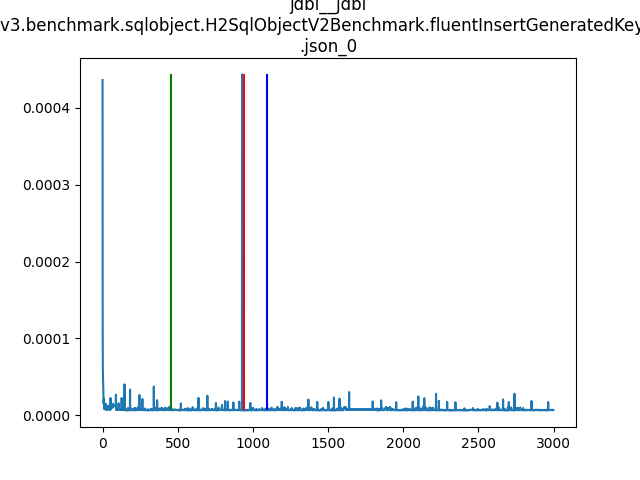 jdbi__jdbi
v3.benchmark.sqlobject.H2SqlObjectV2Benchmark.fluentInsertGeneratedKey
.json_0
0.0004
0.0003
0.0002
0.0001
0.0000
0 500 1000 1500 2000 2500 3000